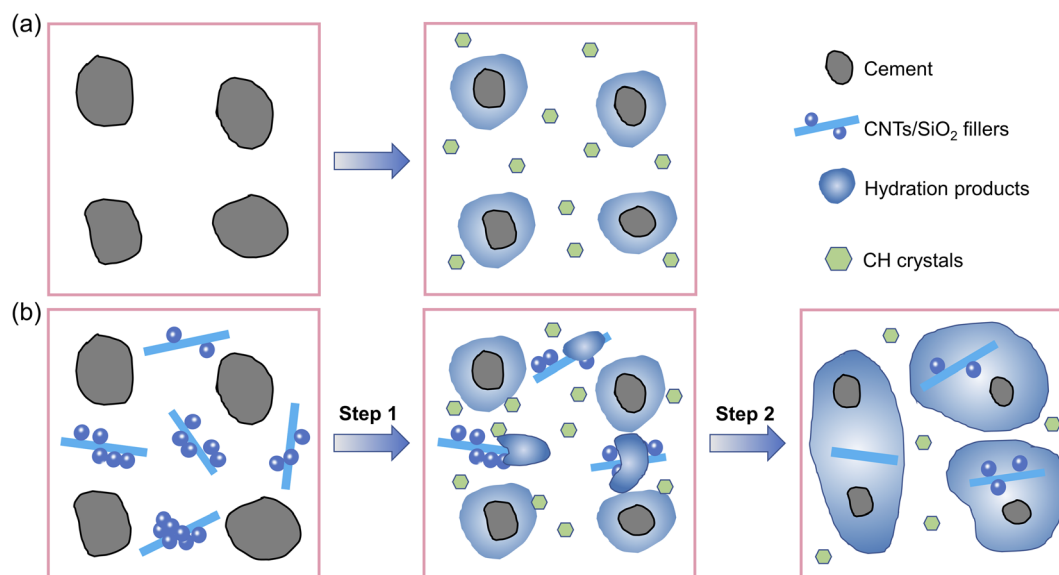 (a)
Cement
CNTs/SiO₂ fillers
Hydration products
CH crystals
(b)
Step 1
Step 2